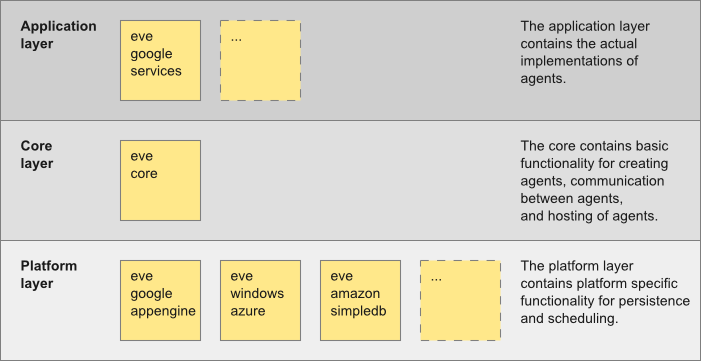 Application
layer
eve
google
services
...
The application layer
contains the actual
implementations of
agents.
Core
layer
eve
core
The core contains basic
functionality for creating
agents, communication
between agents,
and hosting of agents.
Platform
layer
eve
google
appengine
eve
windows
azure
eve
amazon
simpledb
...
The platform layer
contains platform specific
functionality for persistence
and scheduling.